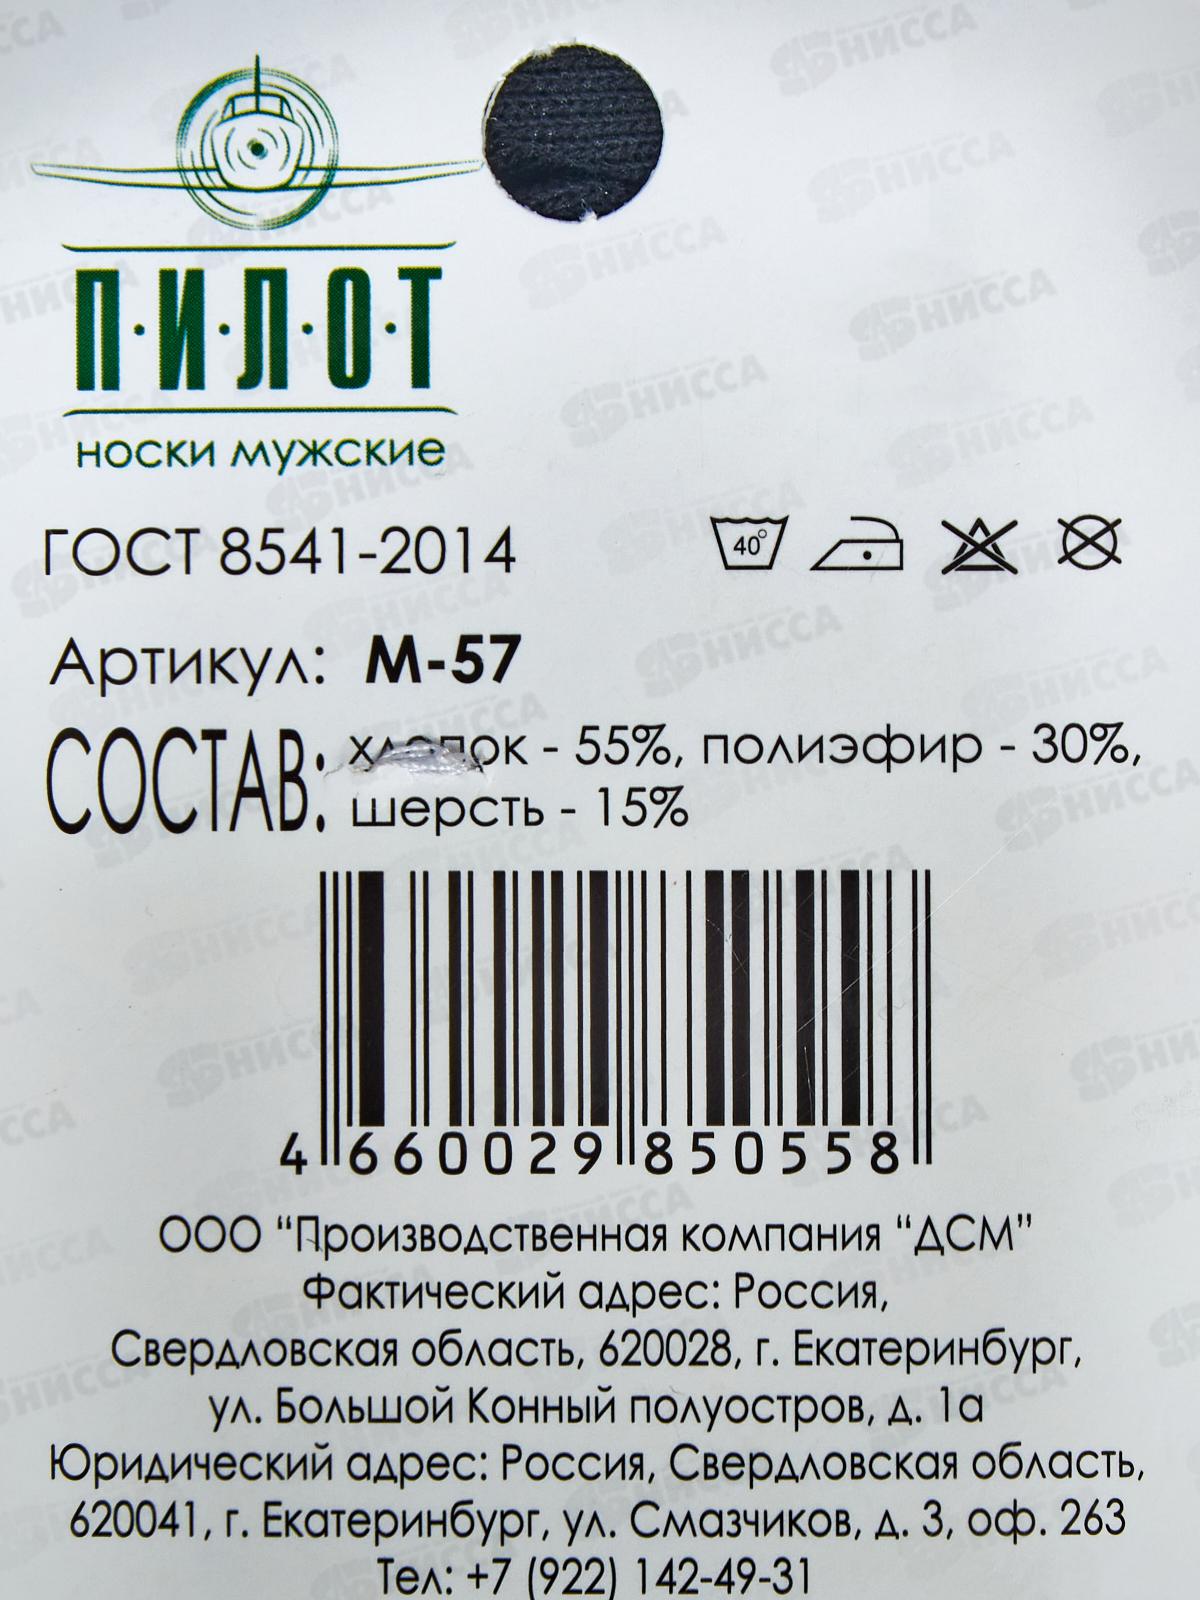 П·И·Л·О·Т
носки мужские
ГОСТ 8541-2014
40°
Артикул: М-57
СОСТАВ: хлопок - 55%, полиэфир - 30%,
шерсть - 15%
4 660029 850558
ООО “Производственная компания “ДСМ”
Фактический адрес: Россия,
Свердловская область, 620028, г. Екатеринбург,
ул. Большой Конный полуостров, д. 1а
Юридический адрес: Россия, Свердловская область,
620041, г. Екатеринбург, ул. Смазчиков, д. 3, оф. 263
Тел: +7 (922) 142-49-31